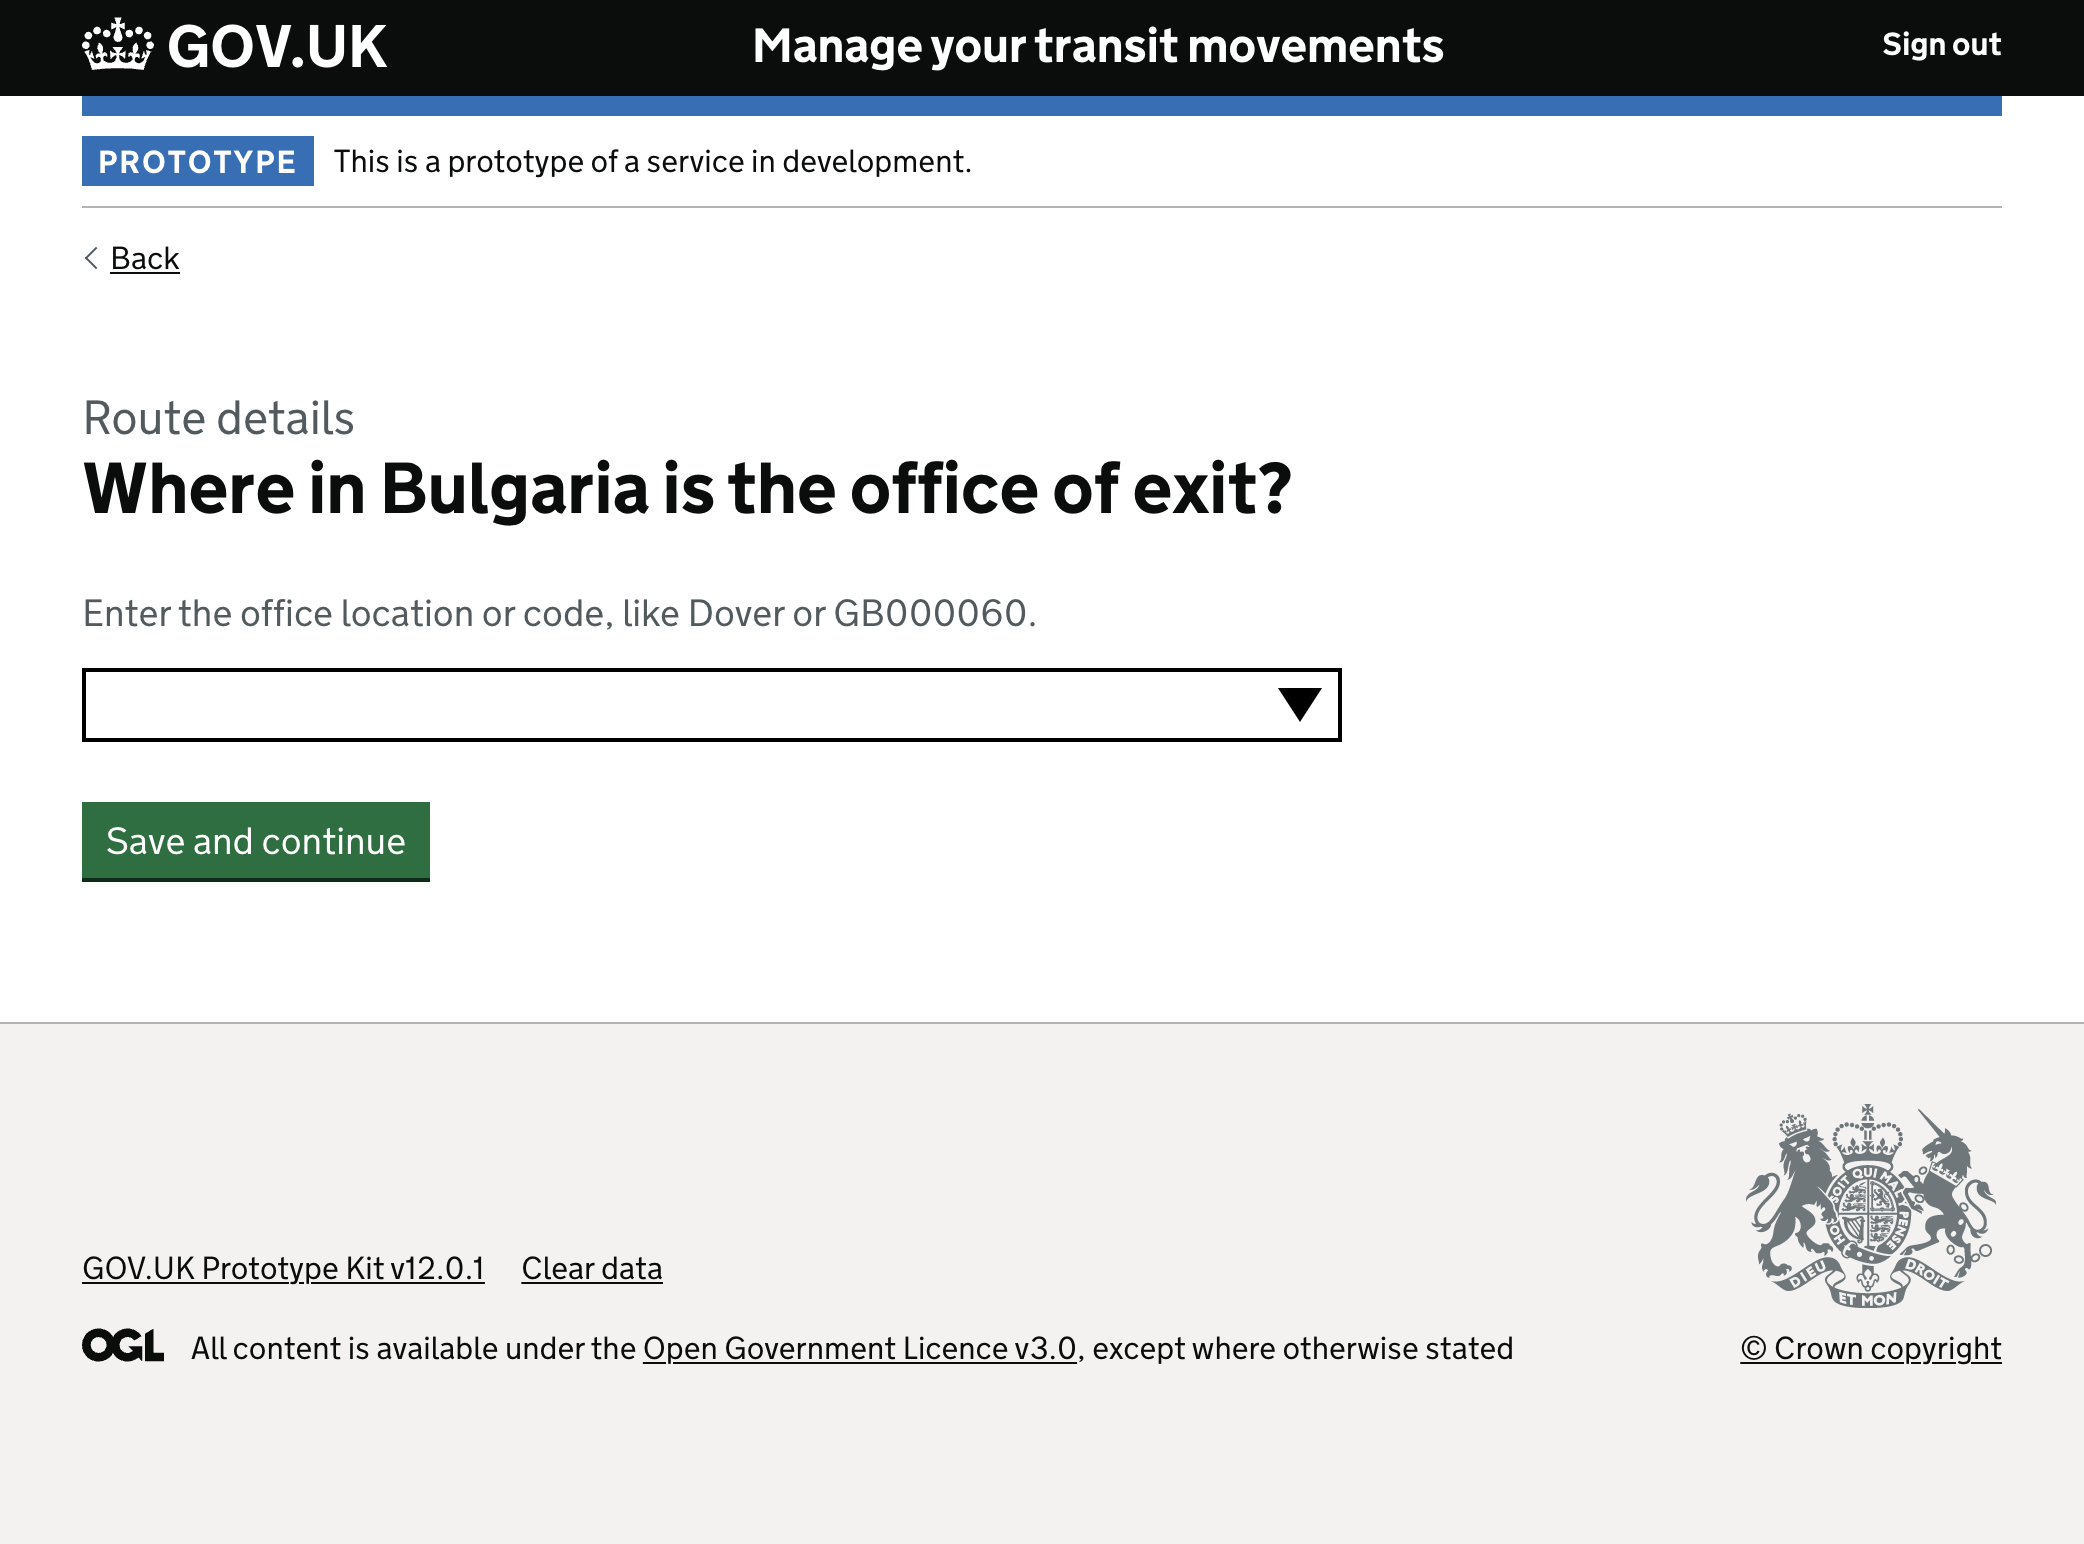 GOV.UK
Manage your transit movements
Sign out
PROTOTYPE
This is a prototype of a service in development.
Back
Route details
Where in Bulgaria is the office of exit?
Enter the office location or code, like Dover or GB000060.
Save and continue
GOV.UK Prototype Kit v12.0.1
Clear data
OGL
All content is available under the Open Government Licence v3.0, except where otherwise stated
SOIT QUI MAL Y PENSE
DIEU ET MON DROIT
© Crown copyright